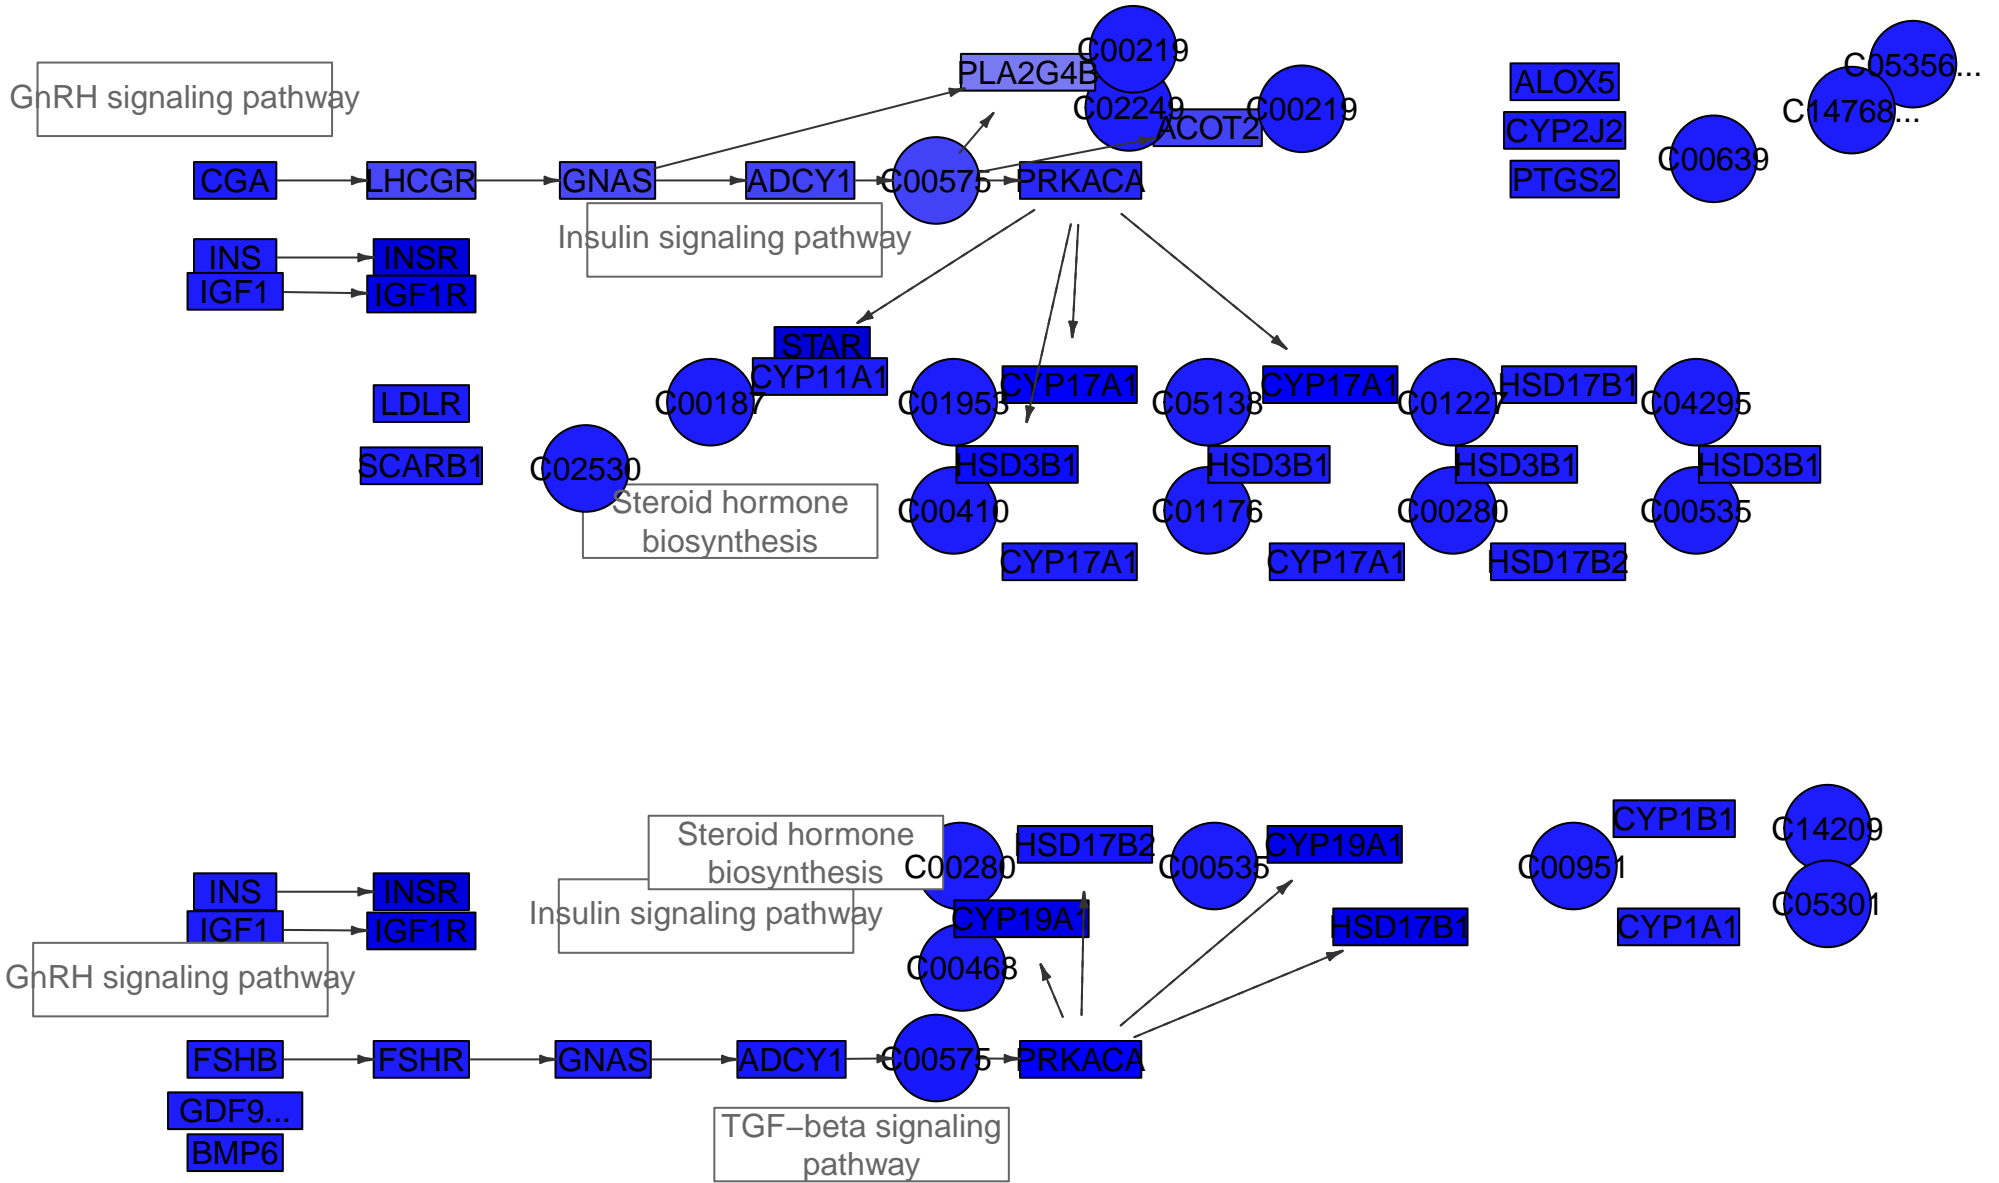 C00219
C05356...
PLA2G4B
ALOX5
GnRH signaling pathway
C02249
C00219
C14768...
ACOT2
CYP2J2
C00639
CGA
LHCGR
GNAS
ADCY1
C00575
PRKACA
PTGS2
Insulin signaling pathway
INS
INSR
IGF1
IGF1R
STAR
CYP11A1
CYP17A1
CYP17A1
HSD17B1
LDLR
C00187
C01953
C05138
C01227
C04295
SCARB1
C02530
HSD3B1
HSD3B1
HSD3B1
HSD3B1
Steroid hormone
biosynthesis
C00410
C01176
C00280
C00535
CYP17A1
CYP17A1
HSD17B2
Steroid hormone
biosynthesis
C00280
HSD17B2
C00535
CYP19A1
C00951
CYP1B1
C14209
INS
INSR
Insulin signaling pathway
CYP19A1
HSD17B1
CYP1A1
C05301
IGF1
IGF1R
GnRH signaling pathway
C00468
FSHB
FSHR
GNAS
ADCY1
C00575
PRKACA
GDF9...
BMP6
TGF−beta signaling
pathway